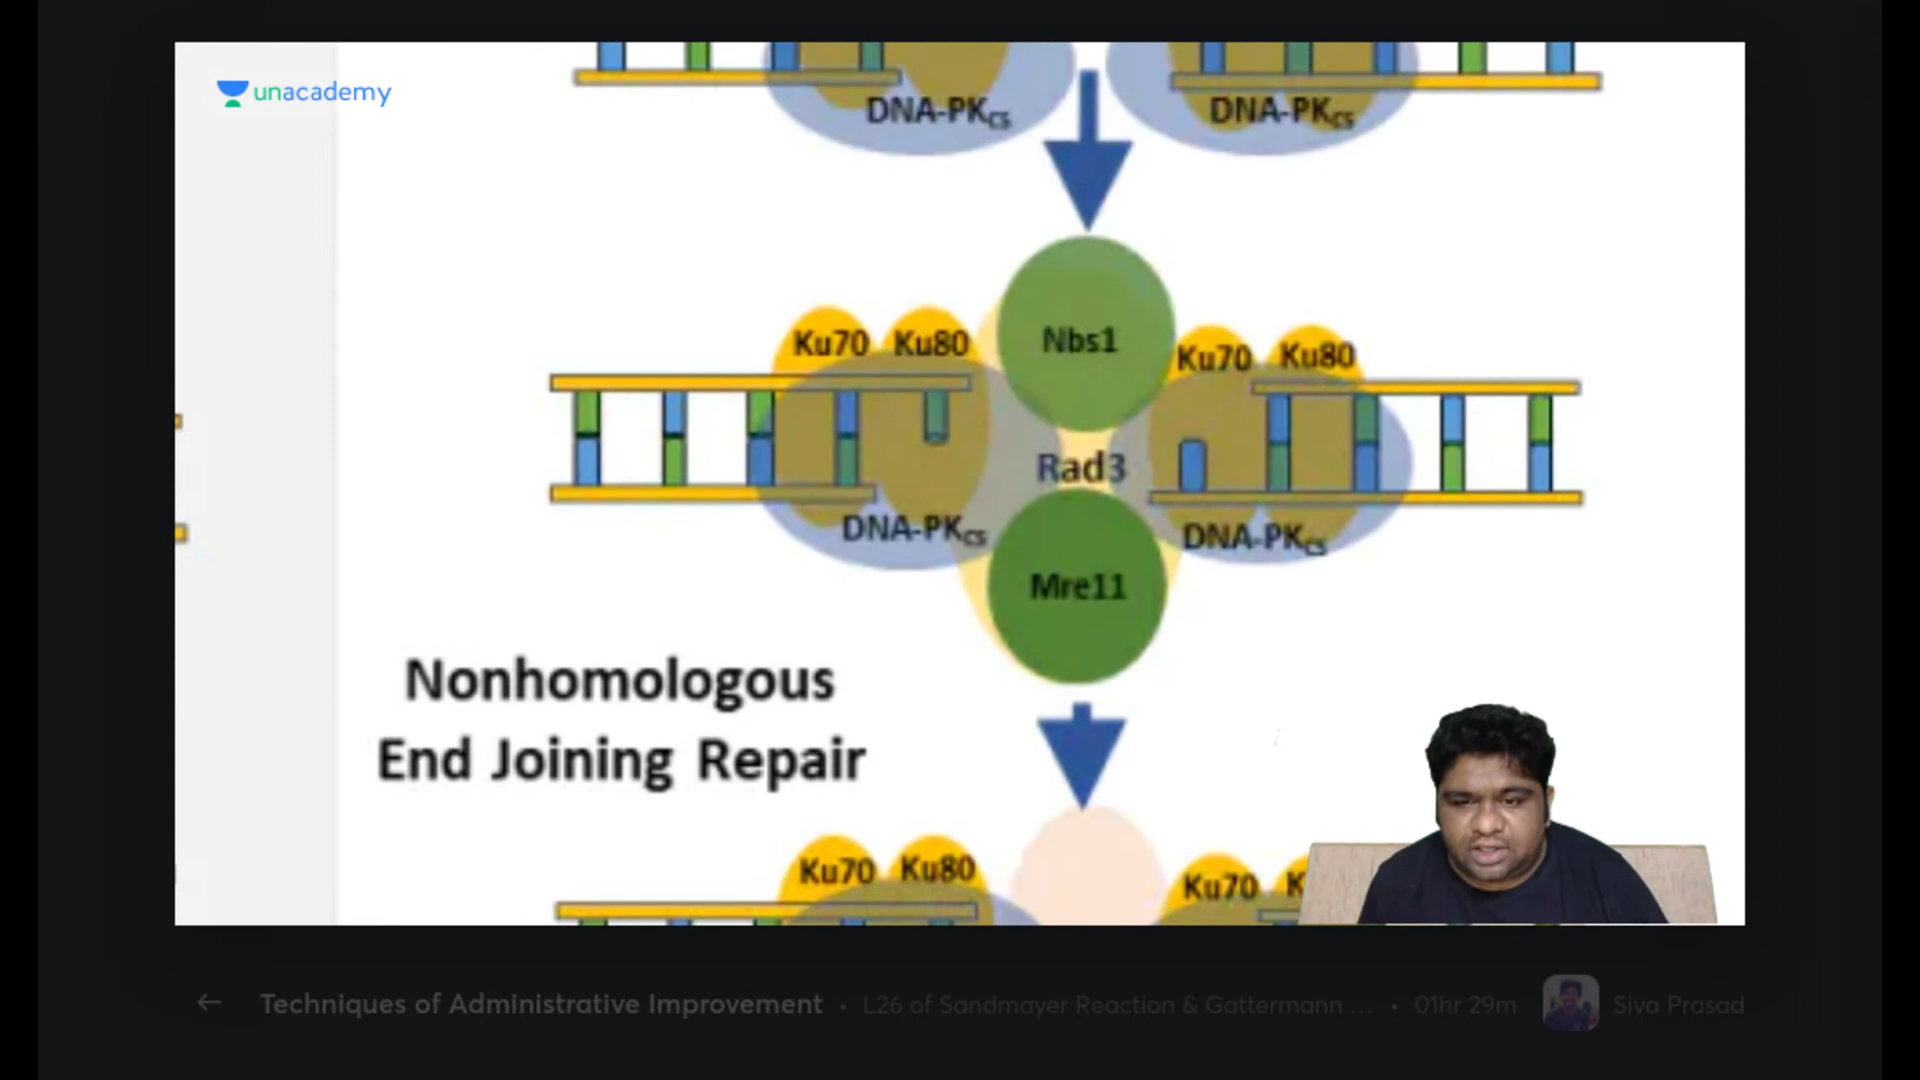 unacademy
DNA-PKCS
DNA-PKCS
Nbs1
Ku70 Ku80
Ku70 Ku80
Rad3
DNA-PKCS
DNA-PKCS
Mre11
Nonhomologous
End Joining Repair
Ku70 Ku80
Ku70 K
Techniques of Administrative Improvement • L26 of Sandmayer Reaction & Gattermann ... • 01hr 29m Siva Prasad